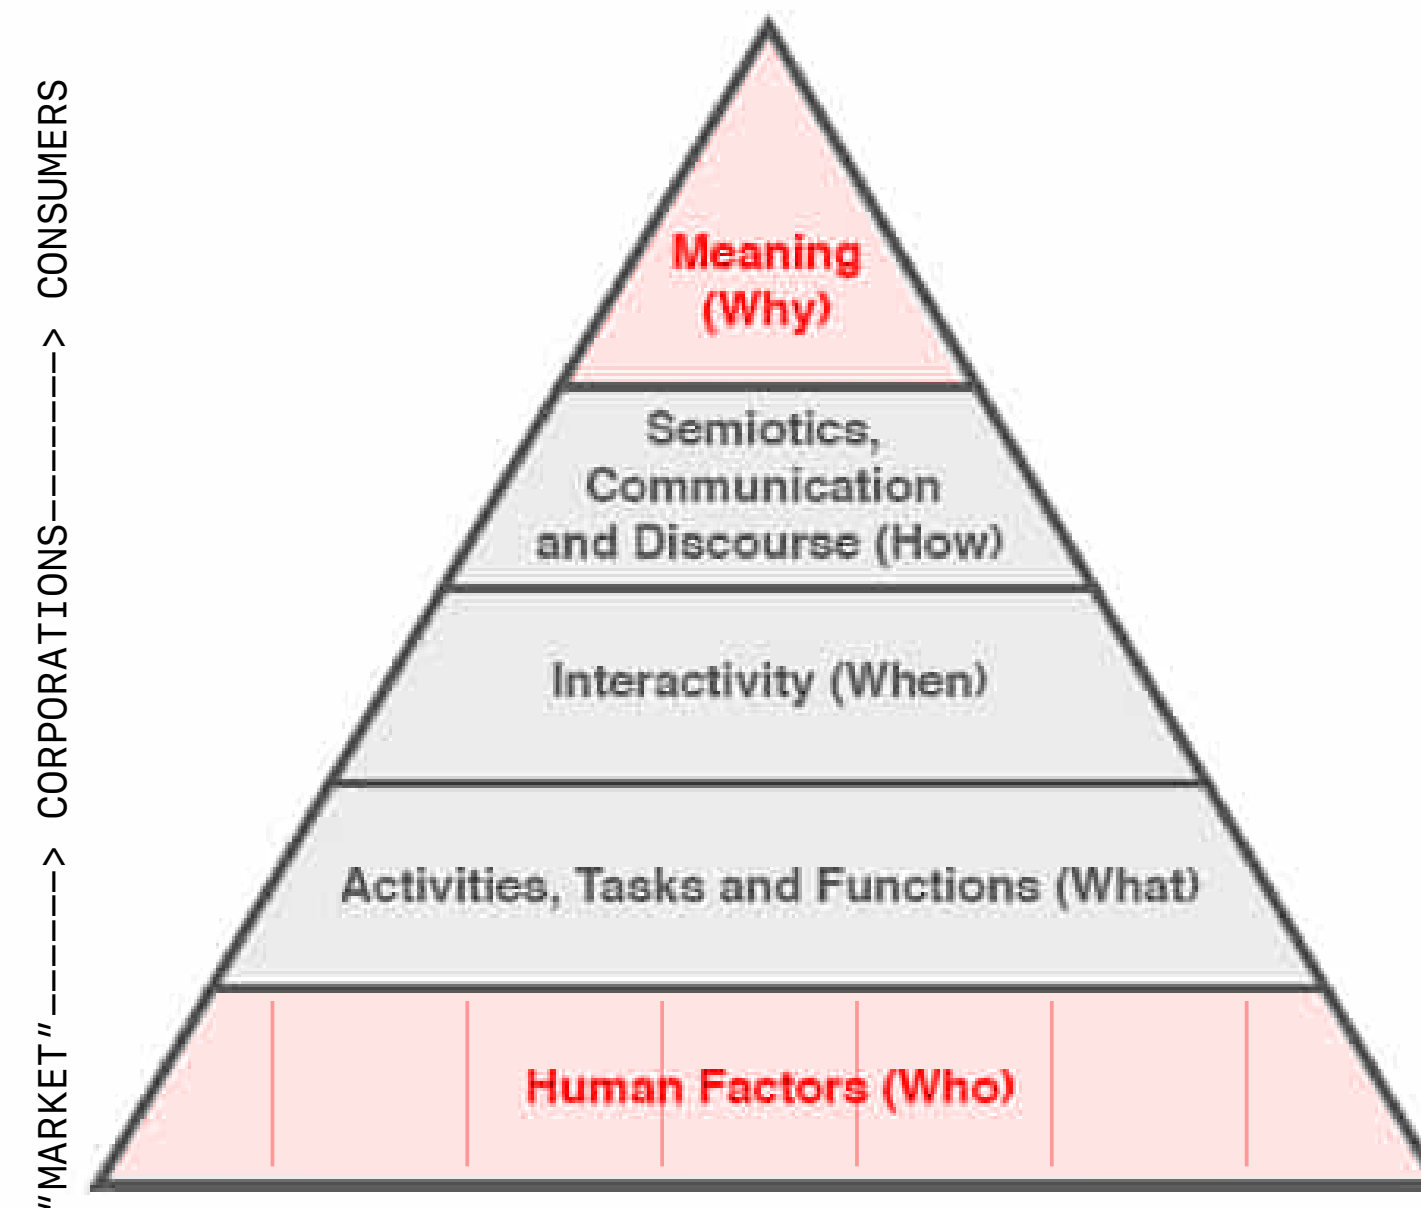 “MARKET”-------> CORPORATIONS---------> CONSUMERS
Meaning
(Why)
Semiotics,
Communication
and Discourse (How)
Interactivity (When)
Activities, Tasks and Functions (What)
Human Factors (Who)